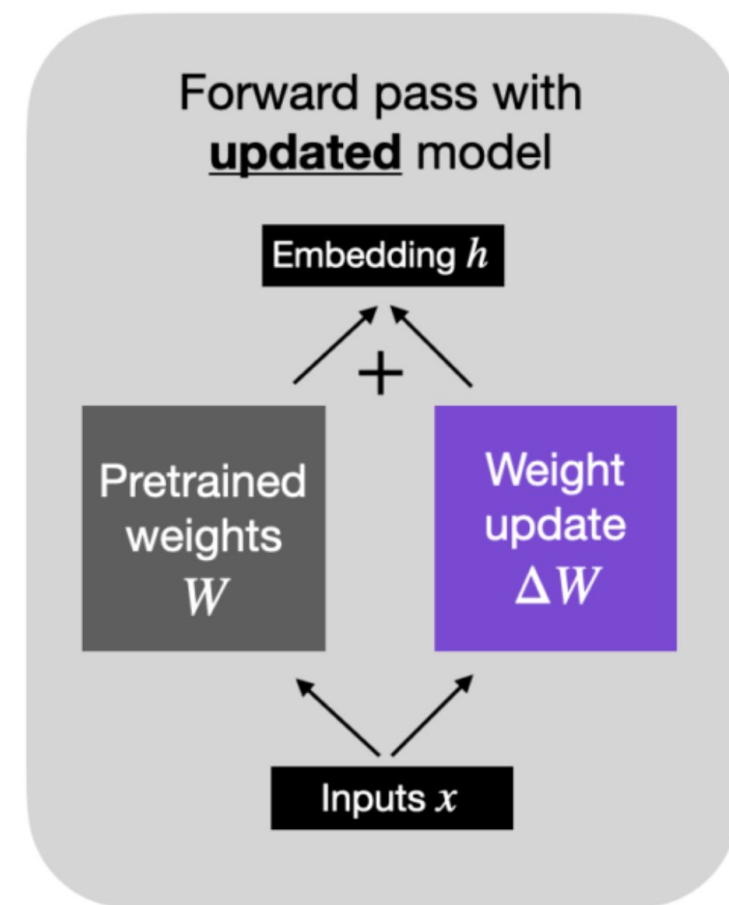 Forward pass with
updated model
Embedding h
+
Pretrained
weights
W
Weight
update
ΔW
Inputs x